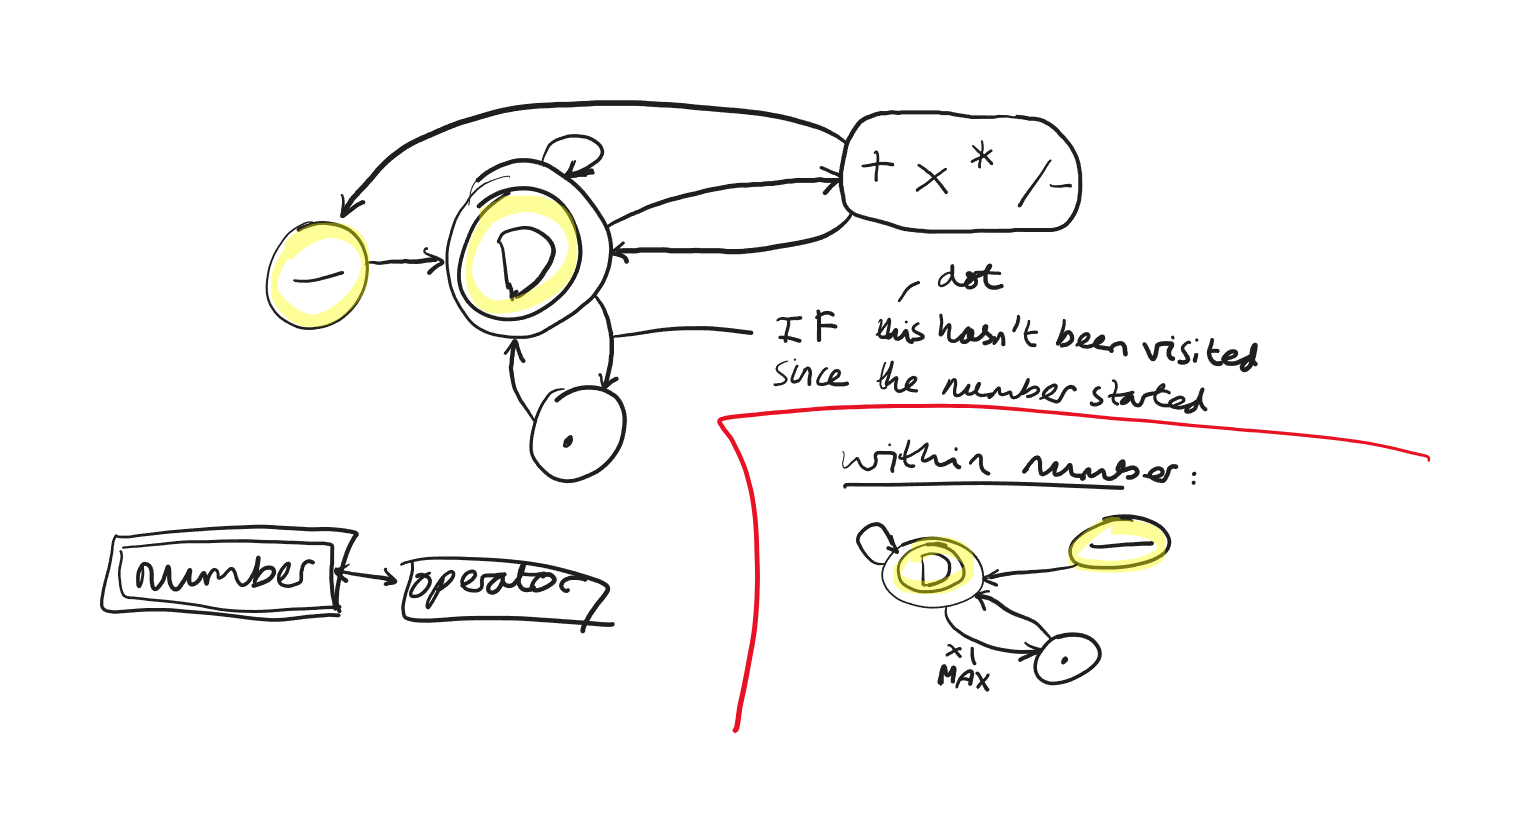 + × * / -
-
D
dot
IF this hasn't been visited
since the number started
.
within number:
number
operator
D
-
x1
MAX
.